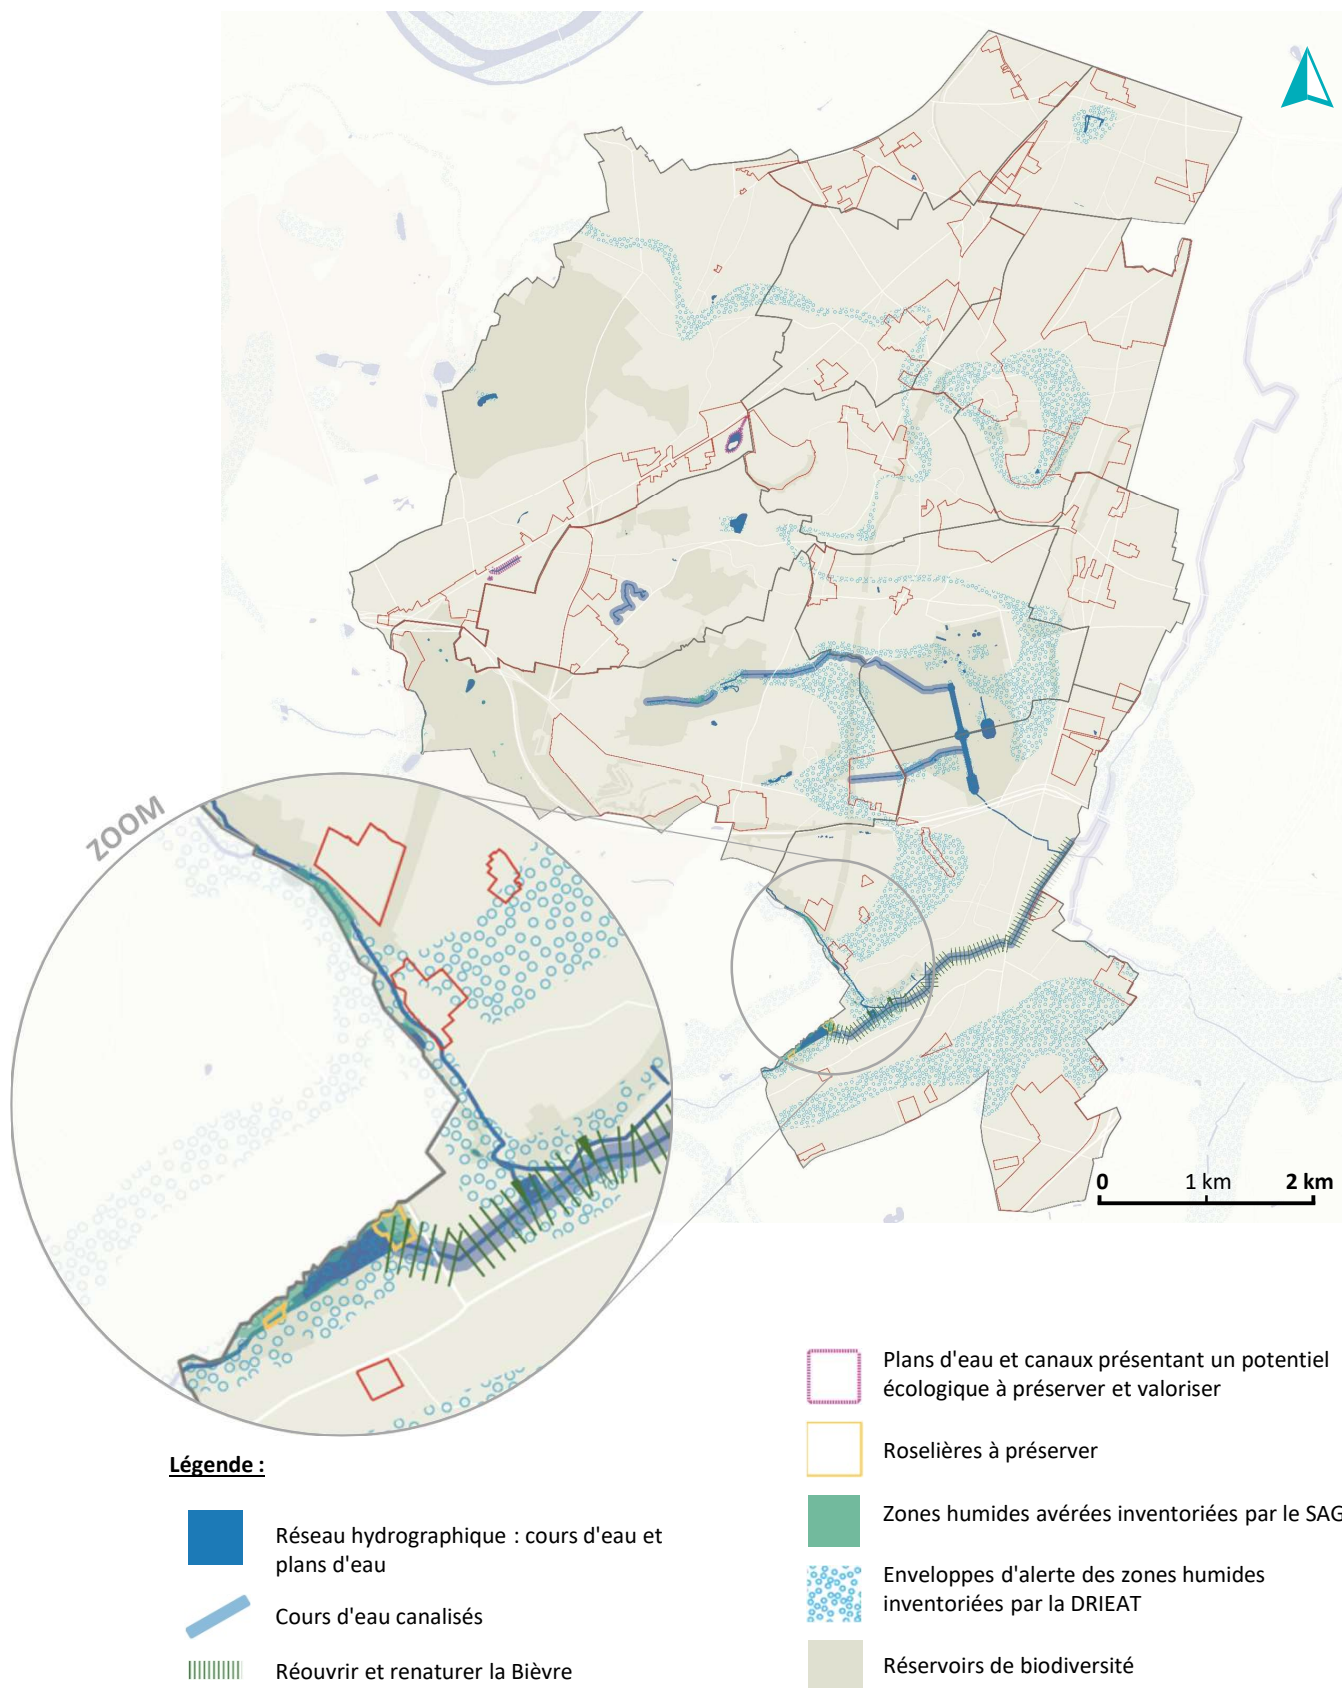 ZOOM
0 1 km 2 km
Légende :
Réseau hydrographique : cours d'eau et
plans d'eau
Cours d'eau canalisés
Réouvrir et renaturer la Bièvre
Plans d'eau et canaux présentant un potentiel
écologique à préserver et valoriser
Roselières à préserver
Zones humides avérées inventoriées par le SAG
Enveloppes d'alerte des zones humides
inventoriées par la DRIEAT
Réservoirs de biodiversité